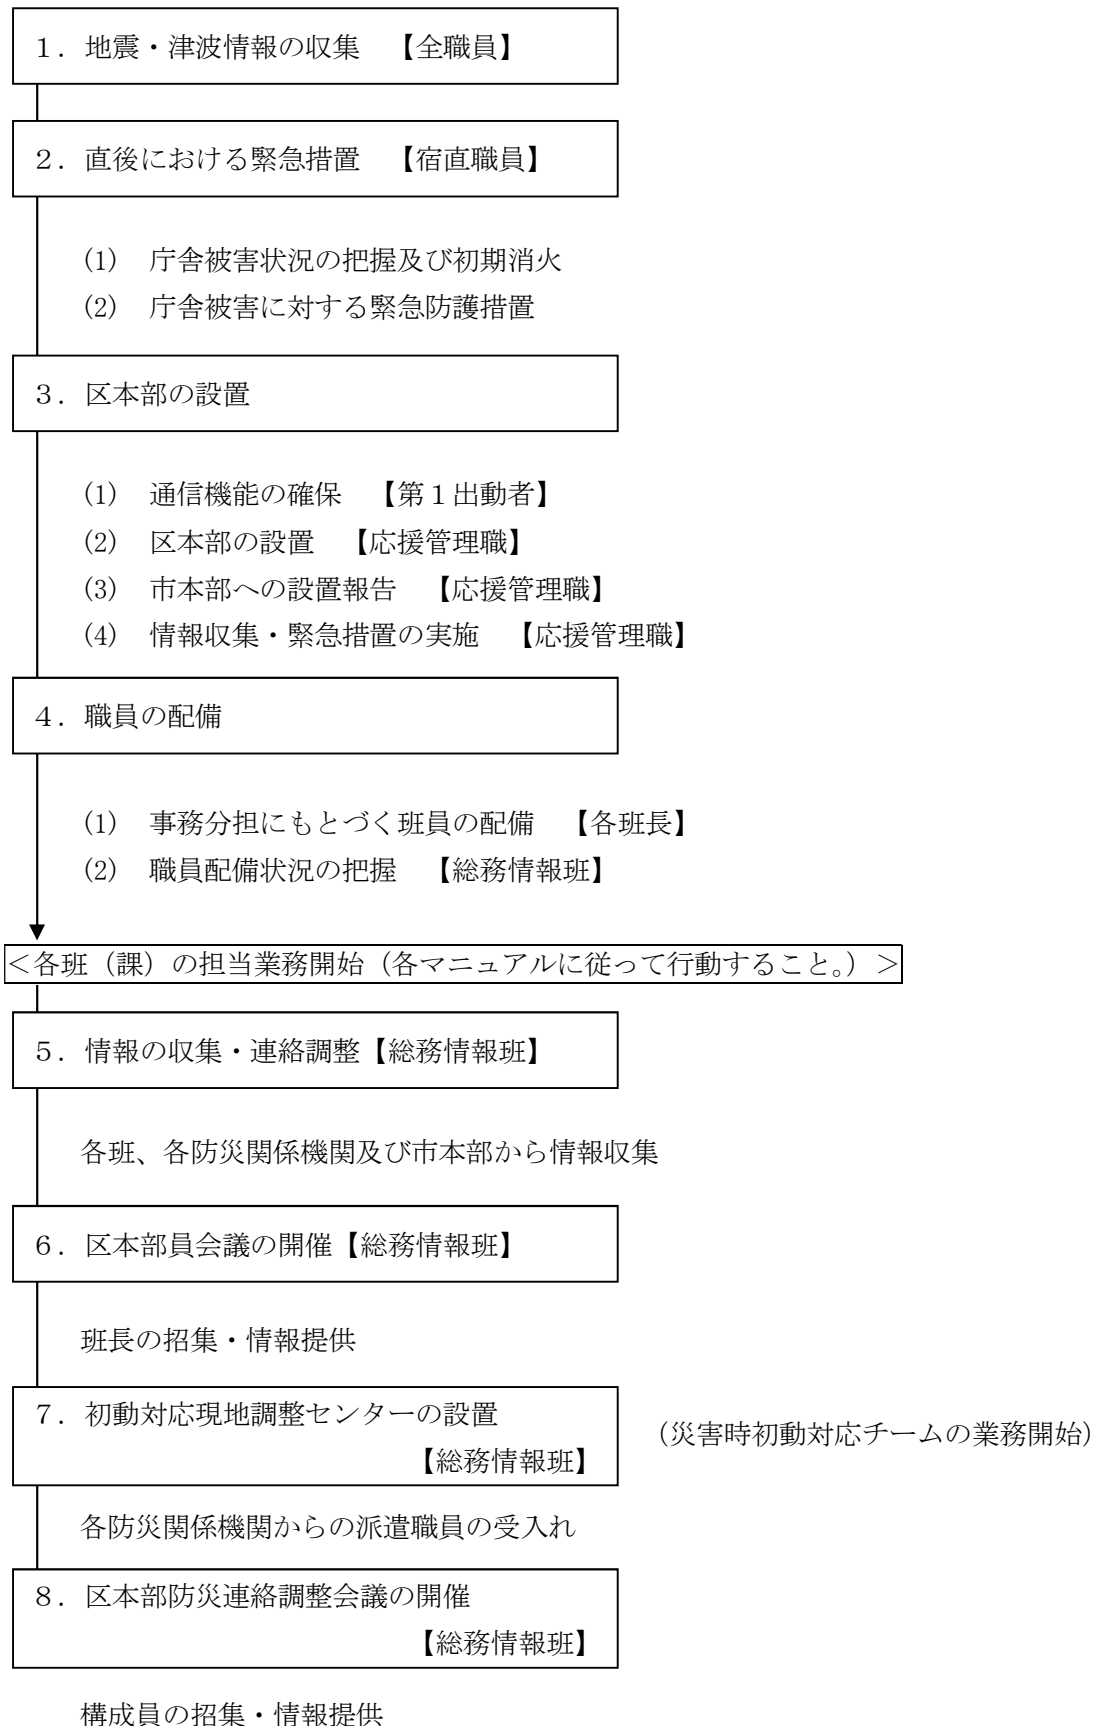 １．地震・津波情報の収集　【全職員】
２．直後における緊急措置　【宿直職員】
(1)　庁舎被害状況の把握及び初期消火
(2)　庁舎被害に対する緊急防護措置
３．区本部の設置
(1)　通信機能の確保　【第１出動者】
(2)　区本部の設置　【応援管理職】
(3)　市本部への設置報告　【応援管理職】
(4)　情報収集・緊急措置の実施　【応援管理職】
４．職員の配備
(1)　事務分担にもとづく班員の配備　【各班長】
(2)　職員配備状況の把握　【総務情報班】
＜各班（課）の担当業務開始（各マニュアルに従って行動すること。）＞
５．情報の収集・連絡調整【総務情報班】
各班、各防災関係機関及び市本部から情報収集
６．区本部員会議の開催【総務情報班】
班長の招集・情報提供
７．初動対応現地調整センターの設置
【総務情報班】
（災害時初動対応チームの業務開始）
各防災関係機関からの派遣職員の受入れ
８．区本部防災連絡調整会議の開催
【総務情報班】
構成員の招集・情報提供